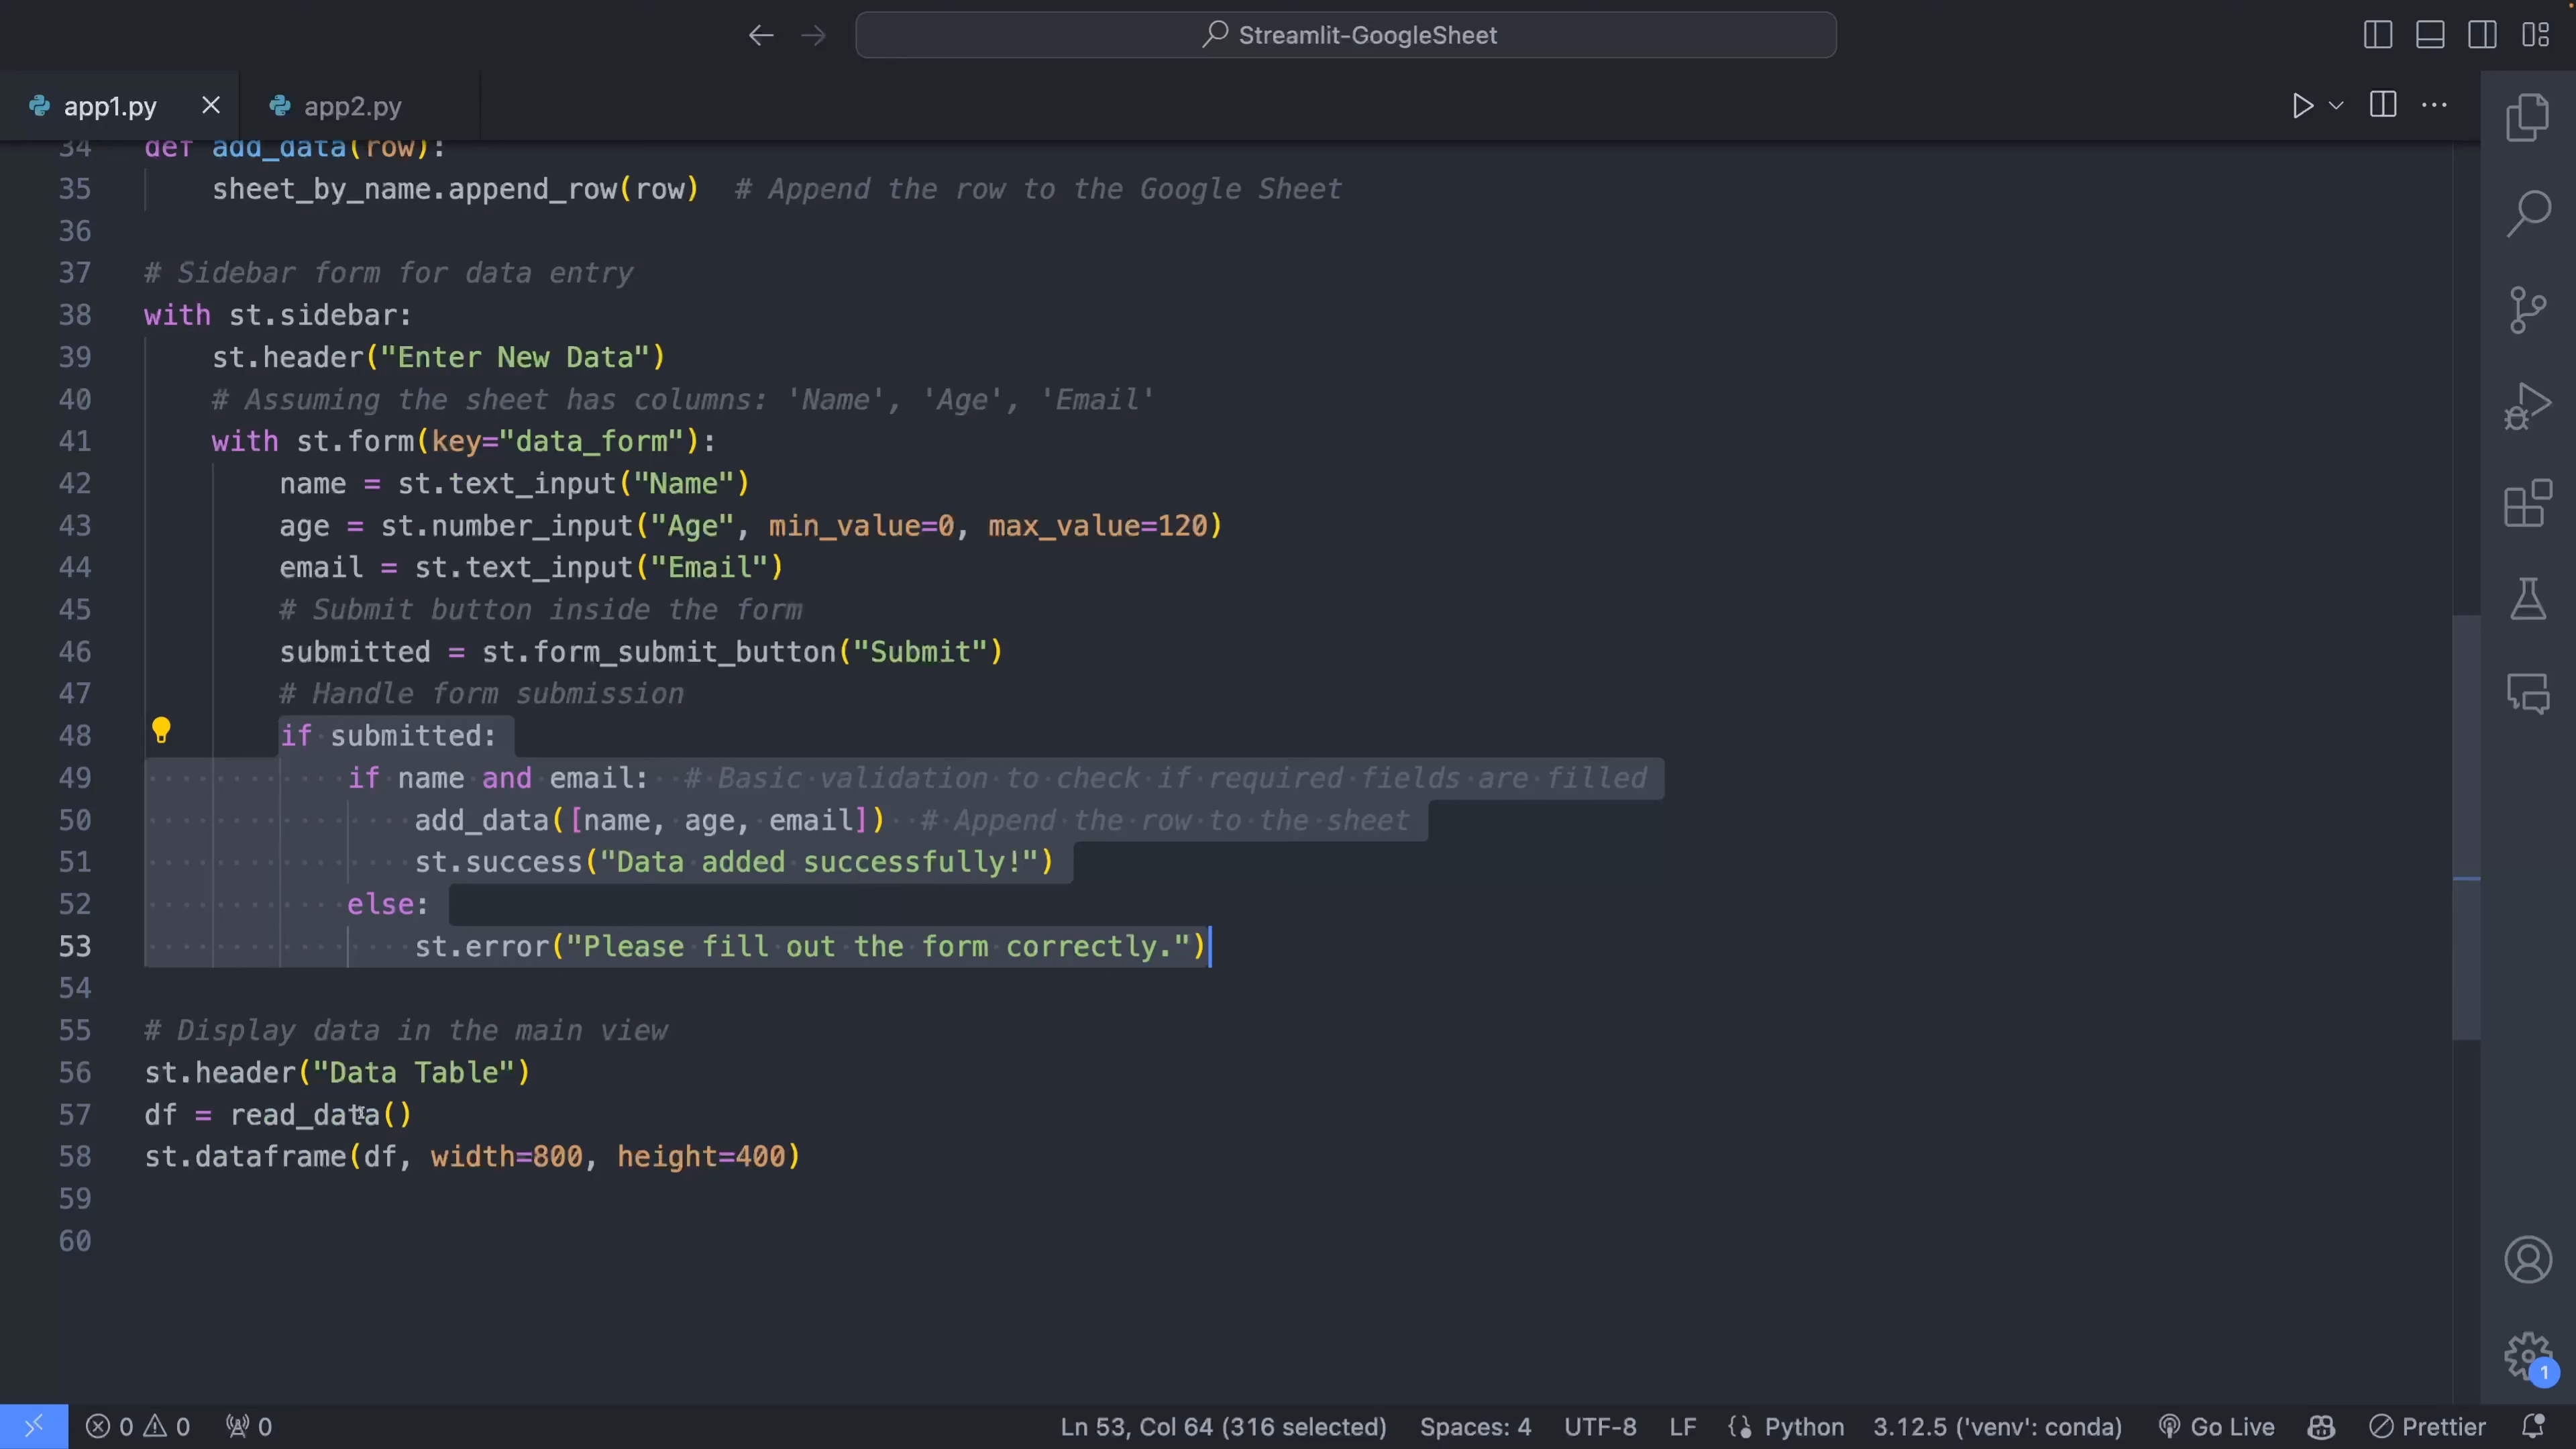 Streamlit-GoogleSheet
app1.py
app2.py
34 def add_data(row):
35 sheet_by_name.append_row(row)  # Append the row to the Google Sheet
36
37 # Sidebar form for data entry
38 with st.sidebar:
39 st.header("Enter New Data")
40 # Assuming the sheet has columns: 'Name', 'Age', 'Email'
41 with st.form(key="data_form"):
42 name = st.text_input("Name")
43 age = st.number_input("Age", min_value=0, max_value=120)
44 email = st.text_input("Email")
45 # Submit button inside the form
46 submitted = st.form_submit_button("Submit")
47 # Handle form submission
48 if submitted:
49 if name and email:  # Basic validation to check if required fields are filled
50 add_data([name, age, email])  # Append the row to the sheet
51 st.success("Data added successfully!")
52 else:
53 st.error("Please fill out the form correctly.")
54
55 # Display data in the main view
56 st.header("Data Table")
57 df = read_data()
58 st.dataframe(df, width=800, height=400)
59
60
1
0 0 0 Ln 53, Col 64 (316 selected) Spaces: 4 UTF-8 LF Python 3.12.5 ('venv': conda) Go Live Prettier